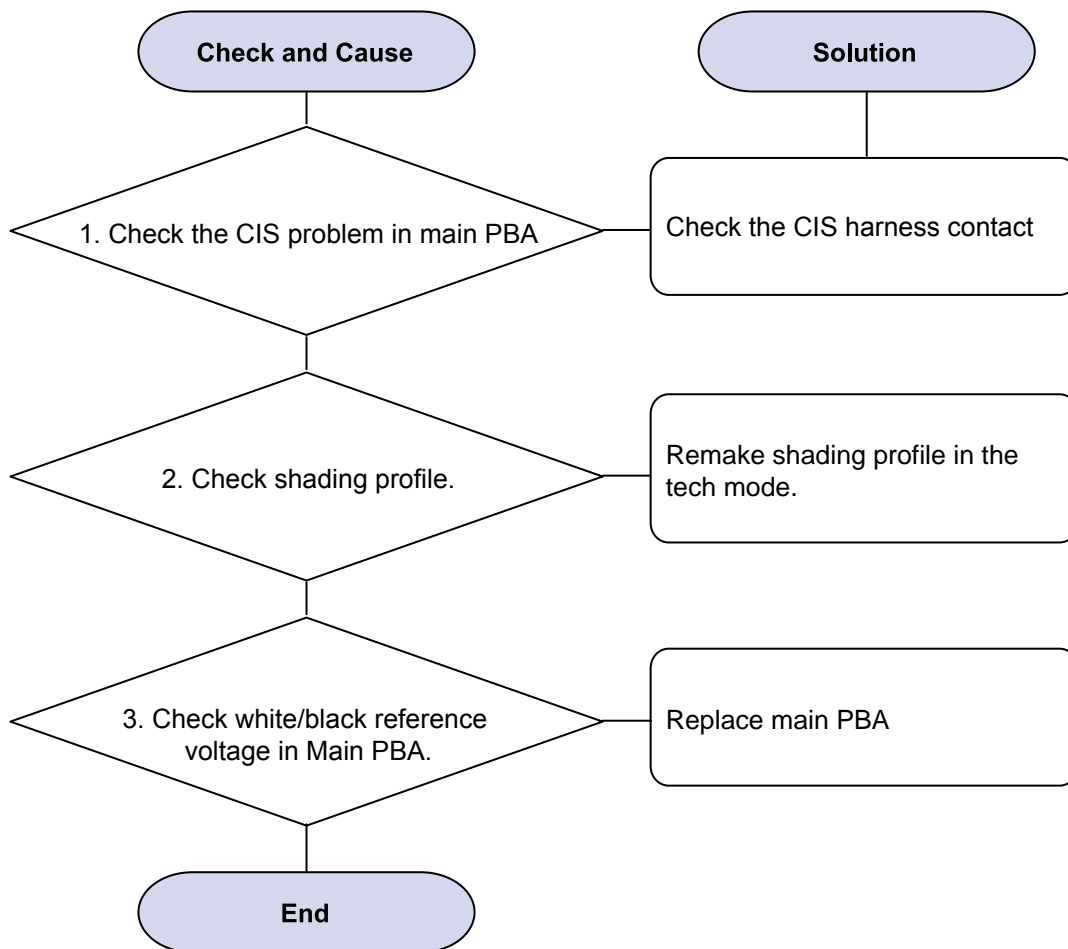 Check and Cause
Solution
1. Check the CIS problem in main PBA
Check the CIS harness contact
2. Check shading profile.
Remake shading profile in the
tech mode.
3. Check white/black reference
voltage in Main PBA.
Replace main PBA
End